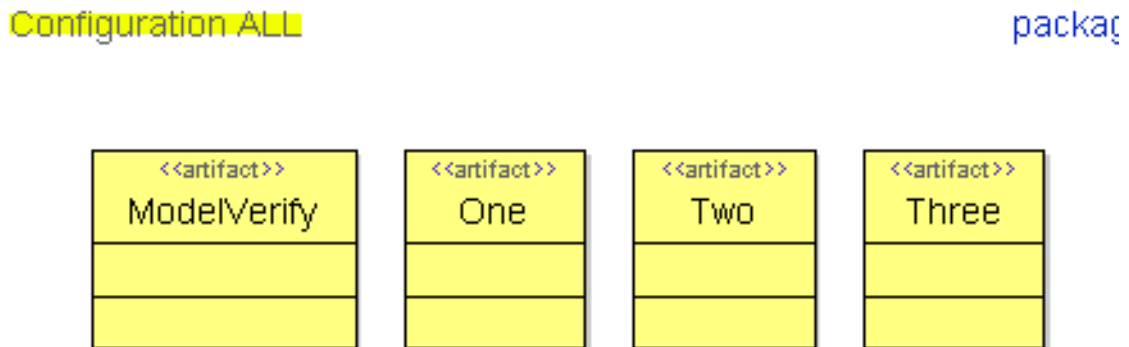 Configuration ALL
packag
<<artifact>> <<artifact>> <<artifact>> <<artifact>>
ModelVerify One Two Three